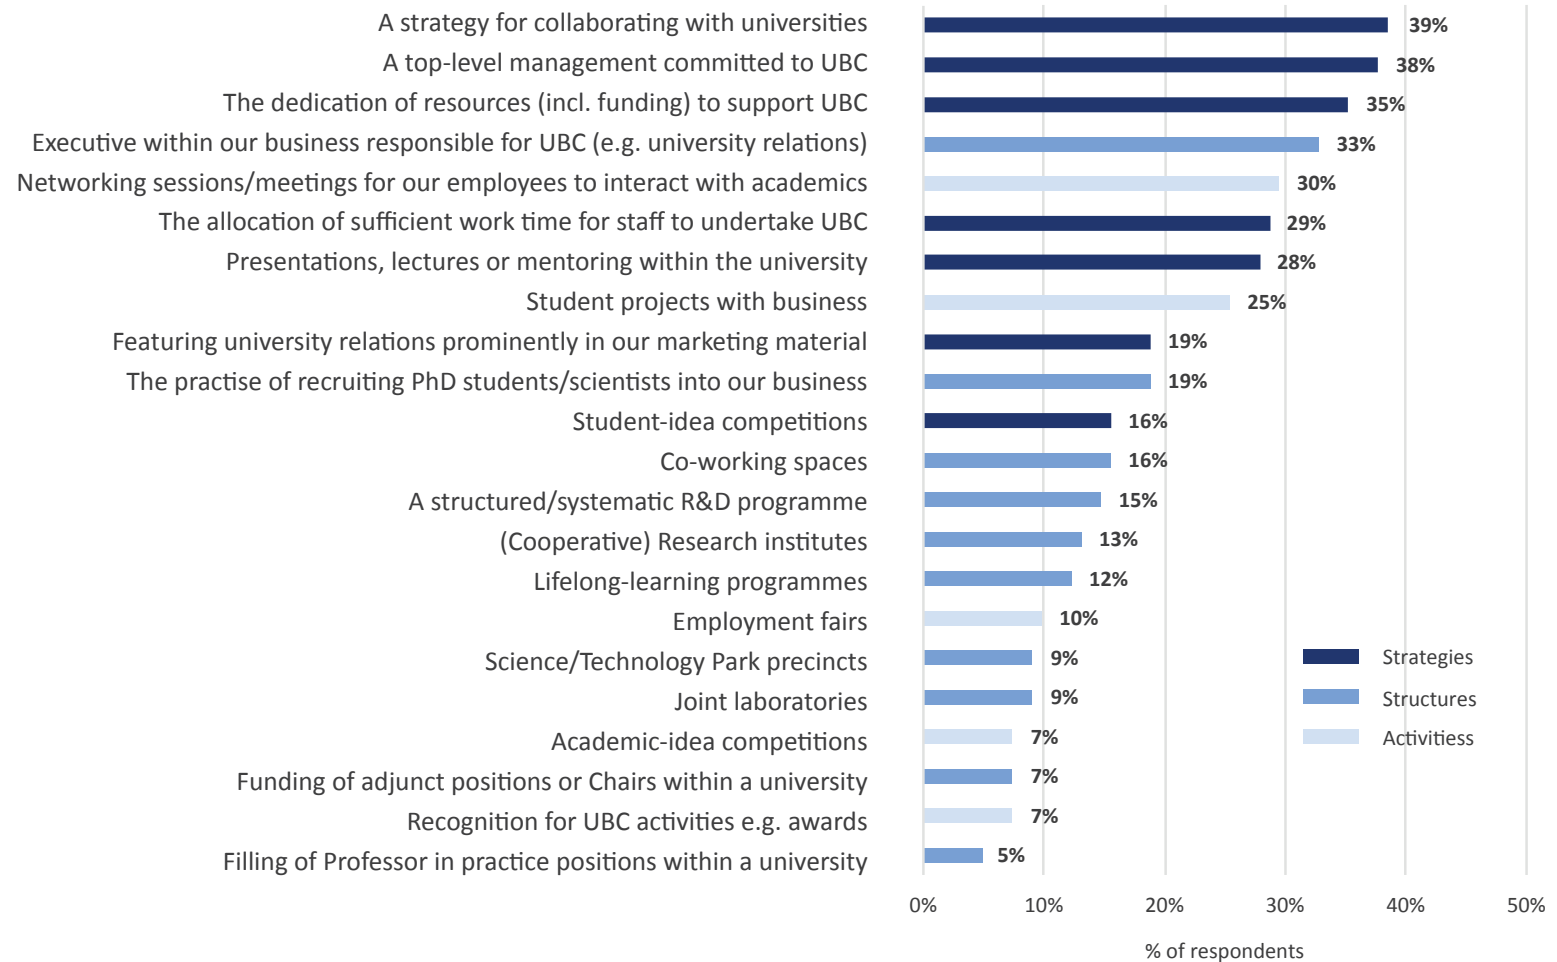 A strategy for collaborating with universities 39%
A top-level management committed to UBC 38%
The dedication of resources (incl. funding) to support UBC 35%
Executive within our business responsible for UBC (e.g. university relations) 33%
Networking sessions/meetings for our employees to interact with academics 30%
The allocation of sufficient work time for staff to undertake UBC 29%
Presentations, lectures or mentoring within the university 28%
Student projects with business 25%
Featuring university relations prominently in our marketing material 19%
The practise of recruiting PhD students/scientists into our business 19%
Student-idea competitions 16%
Co-working spaces 16%
A structured/systematic R&D programme 15%
(Cooperative) Research institutes 13%
Lifelong-learning programmes 12%
Employment fairs 10%
Science/Technology Park precincts 9%
Joint laboratories 9%
Academic-idea competitions 7%
Funding of adjunct positions or Chairs within a university 7%
Recognition for UBC activities e.g. awards 7%
Filling of Professor in practice positions within a university 5%
Strategies
Structures
Activitiess
0% 10% 20% 30% 40% 50%
% of respondents